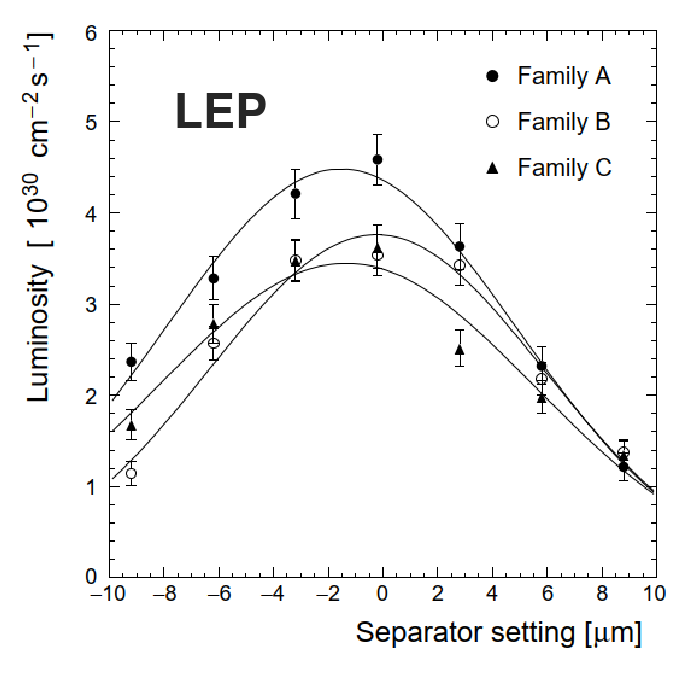 6
5
4
3
2
1
0
Luminosity [ 10³⁰ cm⁻² s⁻¹]
LEP
Family A
Family B
Family C
−10 −8 −6 −4 −2 0 2 4 6 8 10
Separator setting [μm]